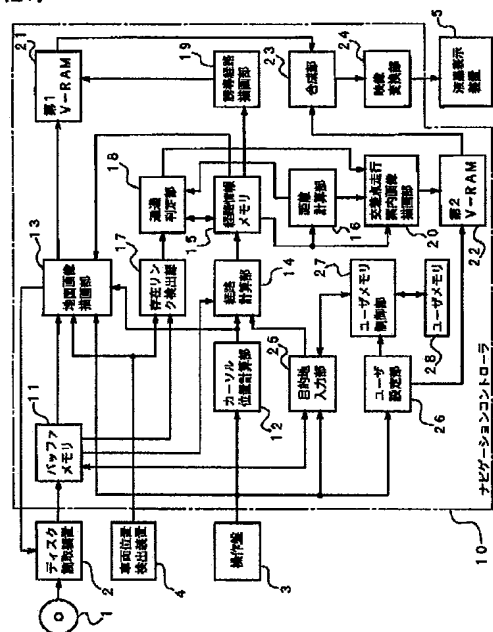 21
第1
V-RAM
19
誘導経路
描画部
23
合成部
24
映像
変換部
5
液晶表示
装置
18
通過
判定部
15
経路情報
メモリ
距離
計算部
16
交差点走行
案内画像
描画部
20
第2
V-RAM
22
13
地図画像
描画部
17
存在リン
ク検出部
経路
計算部
14
27
ユーザメモリ
制御部
ユーザメモリ
28
11
バッファ
メモリ
カーソル
位置計算部
12
25
目的地
入力部
ユーザ
設定部
26
ナビゲーションコントローラ
10
ディスク
読取装置
2
車両位置
検出装置
4
操作盤
3
1